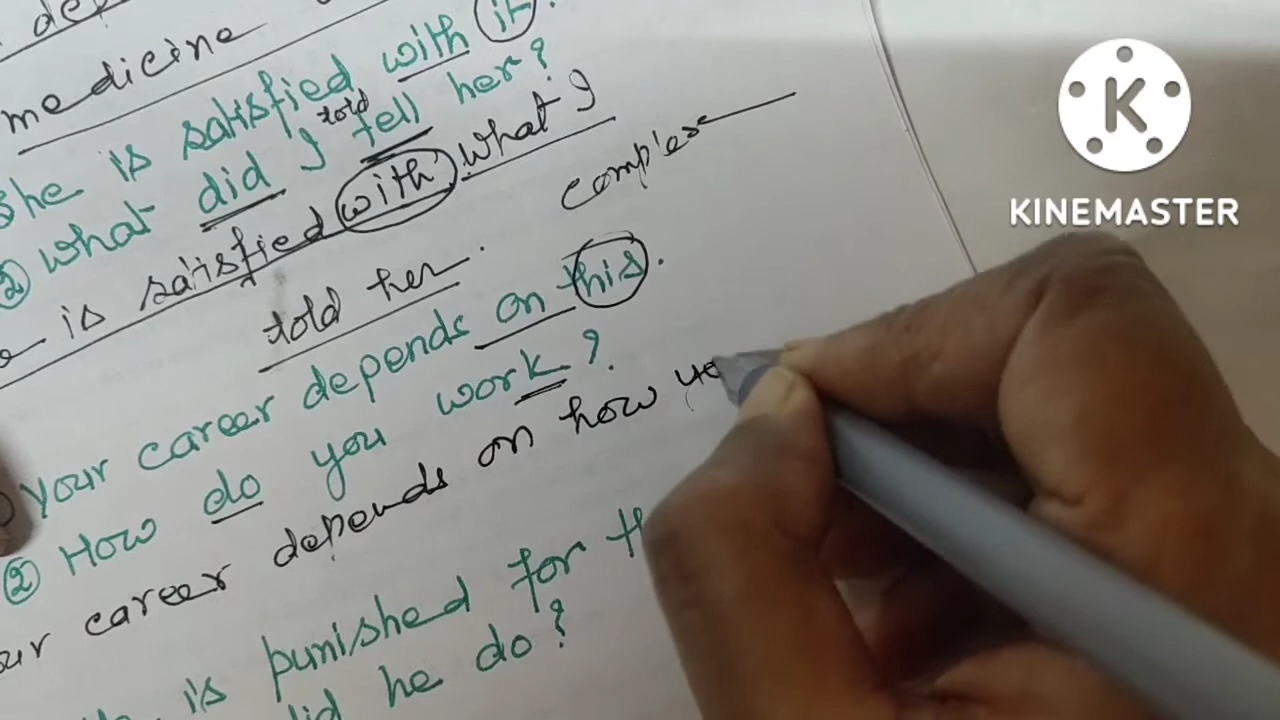 medicine
She is satisfied with it.
told
② What did I tell her?
is satisfied with what I
told her.
complex
your career depends on this.
② How do you work?
career depends on how yo
is punished for th
did he do?
K
KINEMASTER